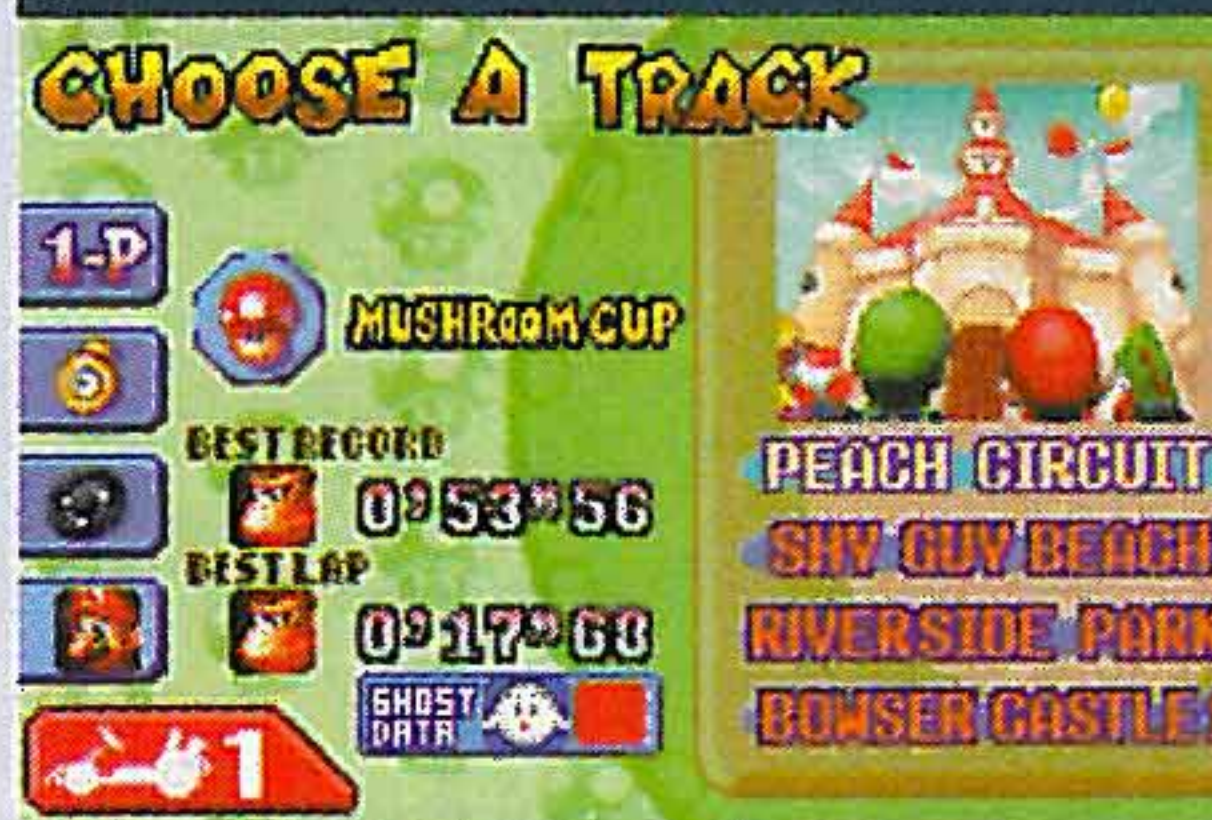 CHOOSE A TRACK
1-P
MUSHROOM CUP
BEST RECORD
0'53"56
BEST LAP
0'17"60
GHOST
DATA
1
PEACH CIRCUIT
SHY GUY BEACH
RIVERSIDE PARK
BOWSER CASTLE